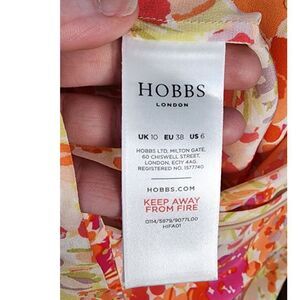 HOBBS
LONDON
UK 10 EU 38 US 6
HOBBS LTD, MILTON GATE,
60 CHISWELL STREET,
LONDON, EC1Y 4AG.
REGISTERED NO. 1577740
HOBBS.COM
KEEP AWAY
FROM FIRE
0114/5979/9077L00
HIFA01